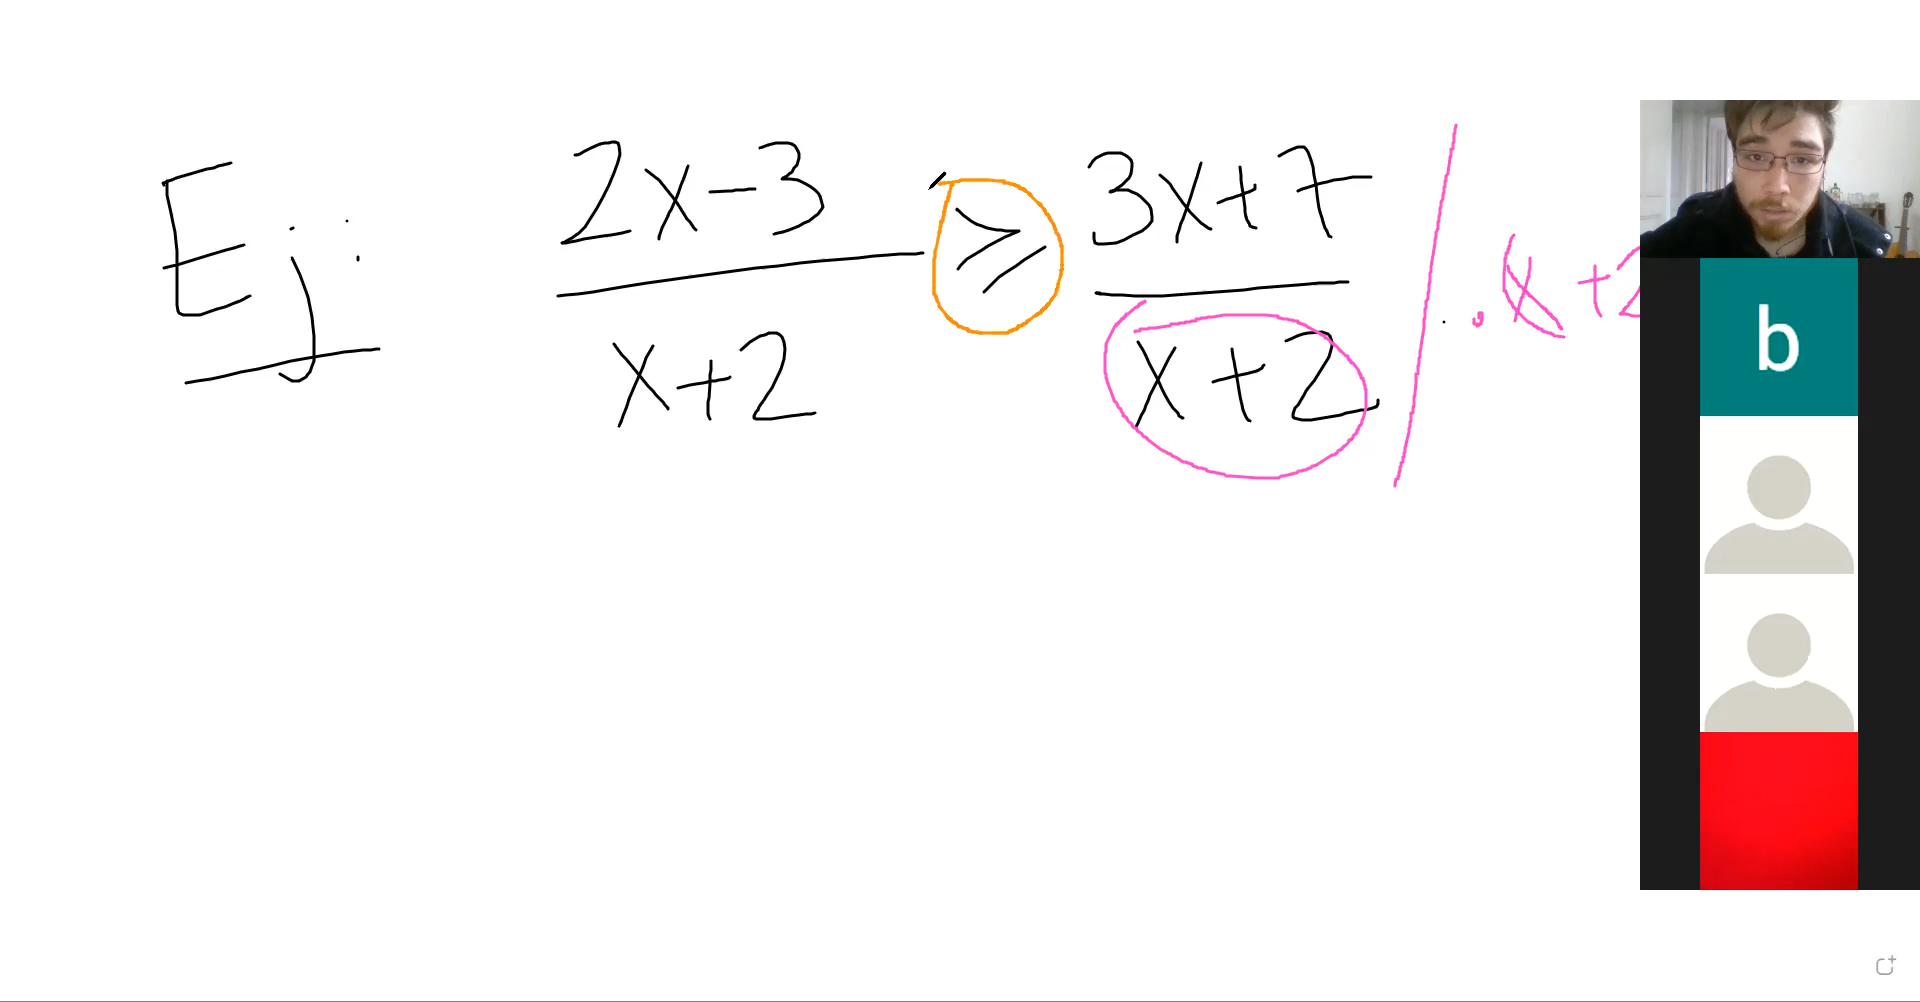 Ej: (2x-3)/(x+2) ≥ (3x+7)/(x+2) / · (x+2
b